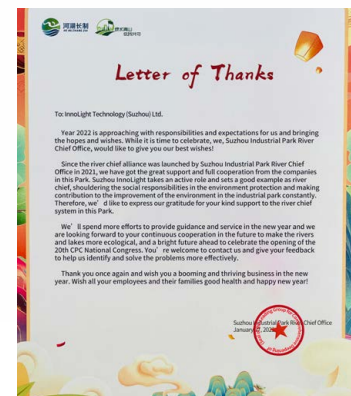 河湖长制
Letter of Thanks
To: InnoLight Technology (Suzhou) Ltd.
Year 2022 is approaching with responsibilities and expectations for us and bringing
the hopes and wishes. While it is time to celebrate, we, Suzhou Industrial Park River
Chief Office, would like to give you our best wishes!
Since the river chief alliance was launched by Suzhou Industrial Park River Chief
Office in 2021, we have got the great support and full cooperation from the companies
in this Park. Suzhou InnoLight takes an active role and sets a good example as river
chief, shouldering the social responsibilities in the environment protection and making
contribution to the improvement of the environment in the industrial park constantly.
Therefore, we' d like to express our gratitude for your kind support to the river chief
system in this Park.
We' ll spend more efforts to provide guidance and service in the new year and we
are looking forward to your continuous cooperation in the future to make the rivers
and lakes more ecological, and a bright future ahead to celebrate the opening of the
20th CPC National Congress. You' re welcome to contact us and give your feedback
to help us identify and solve the problems more effectively.
Thank you once again and wish you a booming and thriving business in the new
year. Wish all your employees and their families good health and happy new year!
Suzhou Industrial Park River Chief Office
January